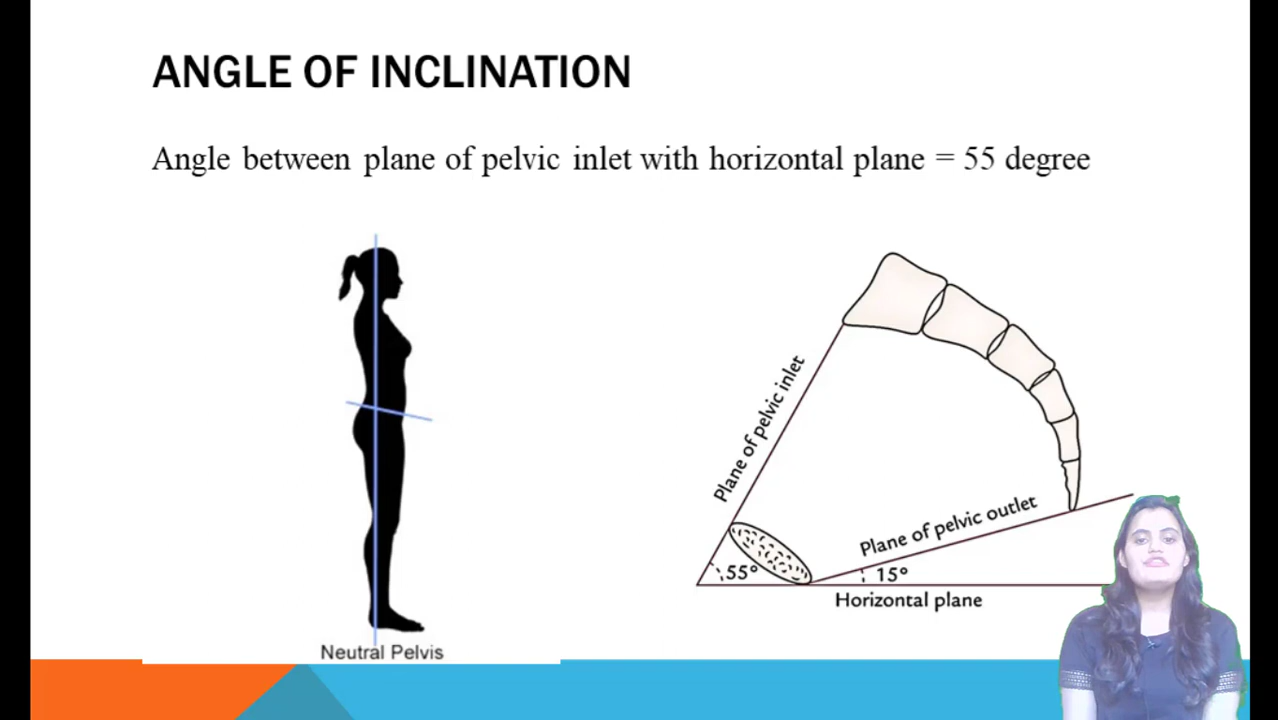 ANGLE OF INCLINATION
Angle between plane of pelvic inlet with horizontal plane = 55 degree
Plane of pelvic inlet
Plane of pelvic outlet
55°
15°
Horizontal plane
Neutral Pelvis